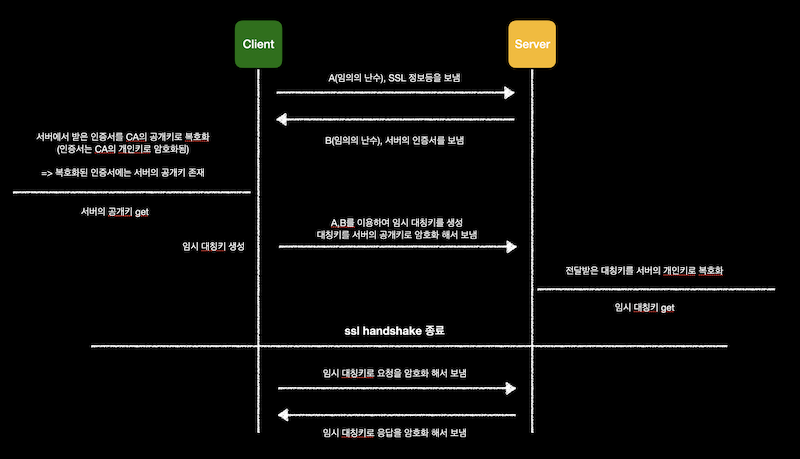 Client
Server
A(임의의 난수), SSL 정보등을 보냄
B(임의의 난수), 서버의 인증서를 보냄
서버에서 받은 인증서를 CA의 공개키로 복호화
(인증서는 CA의 개인키로 암호화됨)
=> 복호화된 인증서에는 서버의 공개키 존재
서버의 공개키 get
A,B를 이용하여 임시 대칭키를 생성
대칭키를 서버의 공개키로 암호화 해서 보냄
임시 대칭키 생성
전달받은 대칭키를 서버의 개인키로 복호화
임시 대칭키 get
ssl handshake 종료
임시 대칭키로 요청을 암호화 해서 보냄
임시 대칭키로 응답을 암호화 해서 보냄